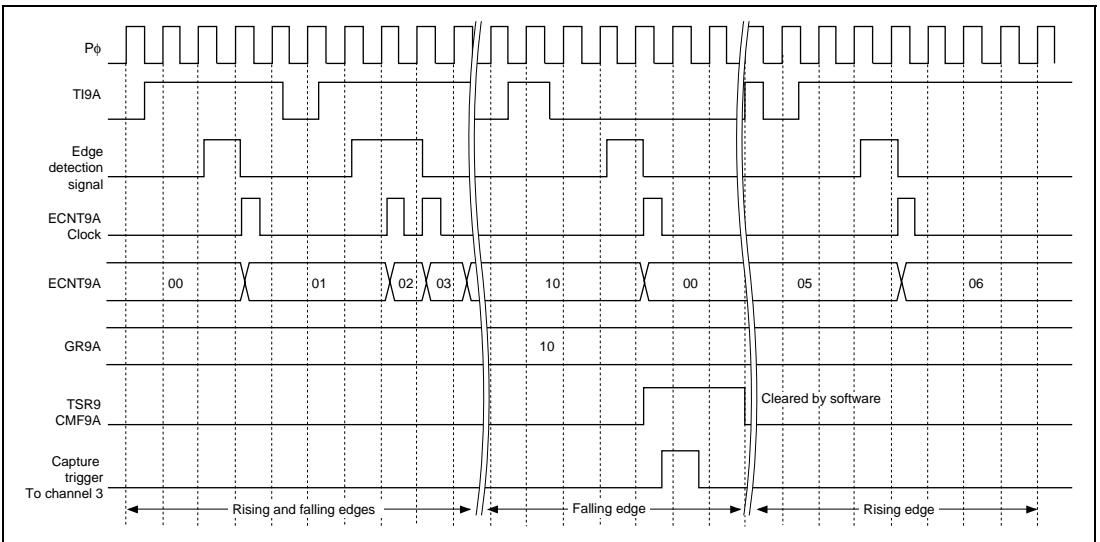 Pφ
TI9A
Edge
detection
signal
ECNT9A
Clock
ECNT9A
00
01
02
03
10
00
05
06
GR9A
10
TSR9
CMF9A
Cleared by software
Capture
trigger
To channel 3
Rising and falling edges
Falling edge
Rising edge